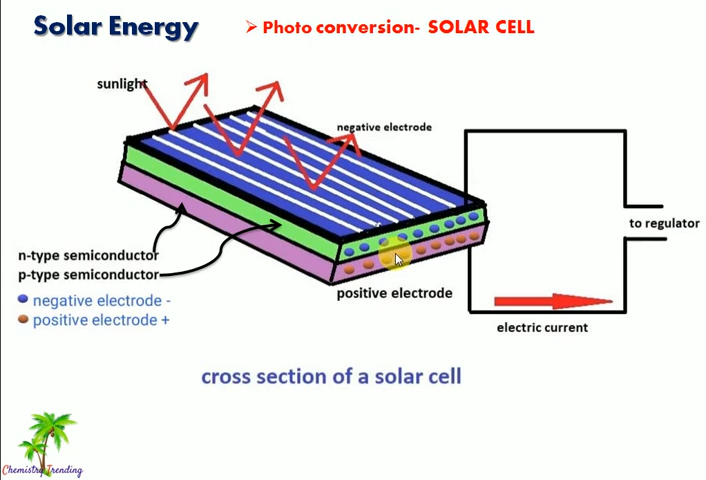 Solar Energy
➢ Photo conversion- SOLAR CELL
sunlight
negative electrode
to regulator
n-type semiconductor
p-type semiconductor
negative electrode -
positive electrode +
positive electrode
electric current
cross section of a solar cell
Chemistry Trending